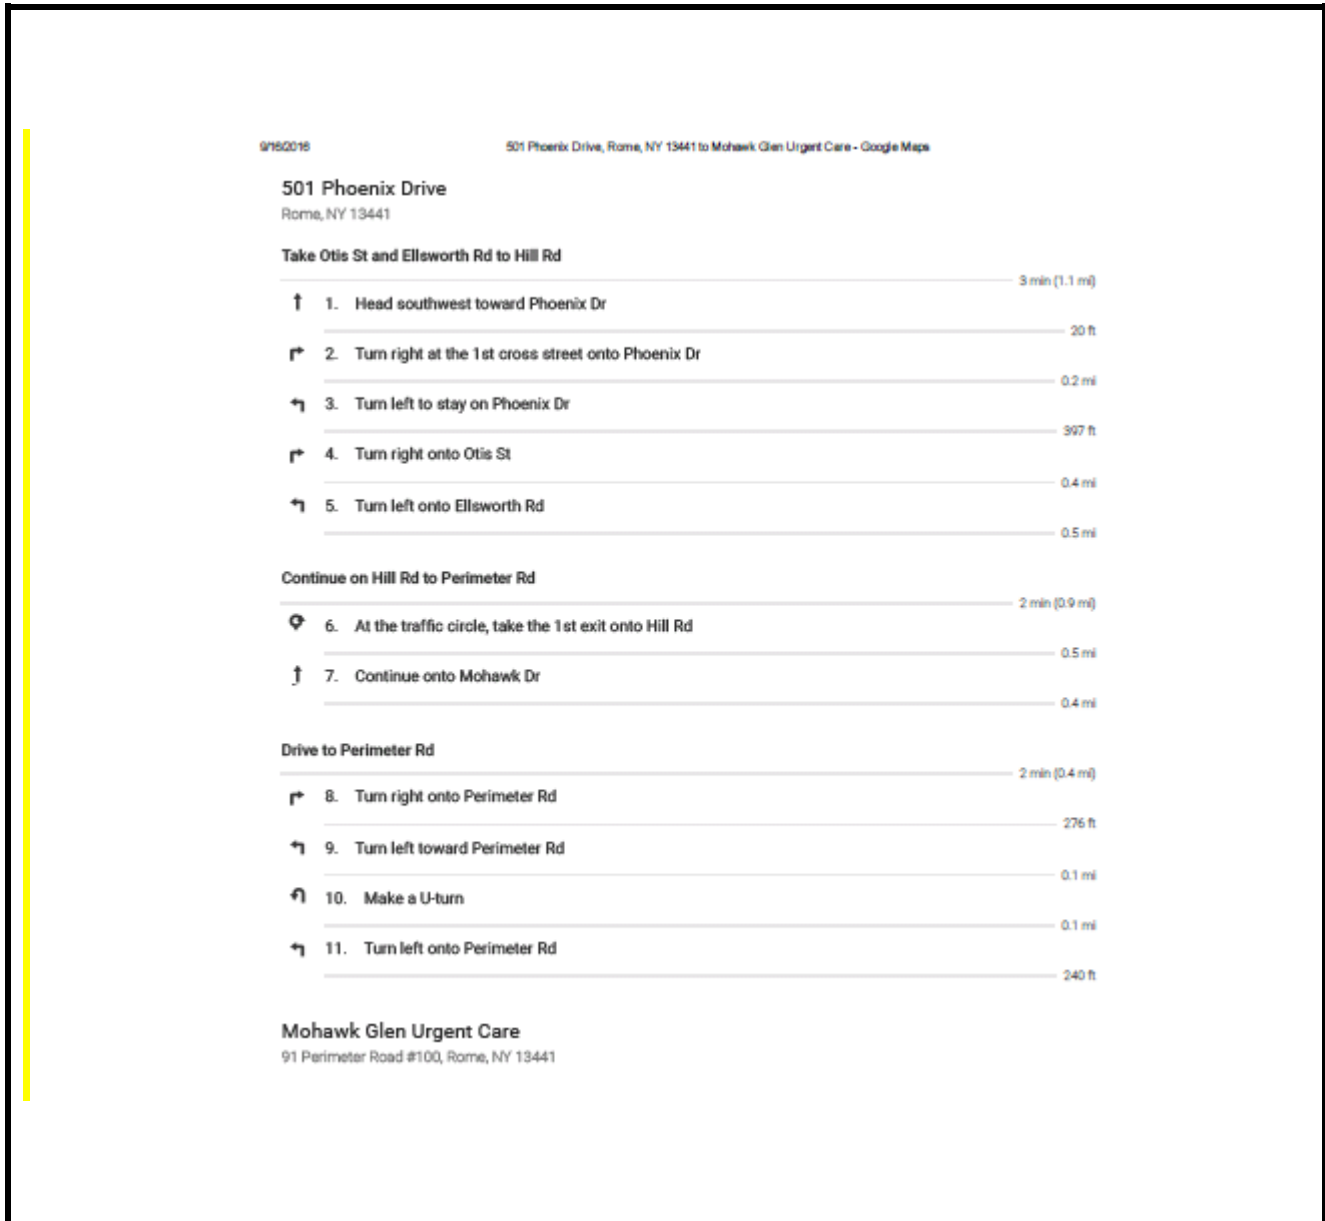 9/16/2016 501 Phoenix Drive, Rome, NY 13441 to Mohawk Glen Urgent Care - Google Maps
501 Phoenix Drive
Rome, NY 13441
Take Otis St and Ellsworth Rd to Hill Rd
3 min (1.1 mi)
1. Head southwest toward Phoenix Dr
20 ft
2. Turn right at the 1st cross street onto Phoenix Dr
0.2 mi
3. Turn left to stay on Phoenix Dr
397 ft
4. Turn right onto Otis St
0.4 mi
5. Turn left onto Ellsworth Rd
0.5 mi
Continue on Hill Rd to Perimeter Rd
2 min (0.9 mi)
6. At the traffic circle, take the 1st exit onto Hill Rd
0.5 mi
7. Continue onto Mohawk Dr
0.4 mi
Drive to Perimeter Rd
2 min (0.4 mi)
8. Turn right onto Perimeter Rd
276 ft
9. Turn left toward Perimeter Rd
0.1 mi
10. Make a U-turn
0.1 mi
11. Turn left onto Perimeter Rd
240 ft
Mohawk Glen Urgent Care
91 Perimeter Road #100, Rome, NY 13441